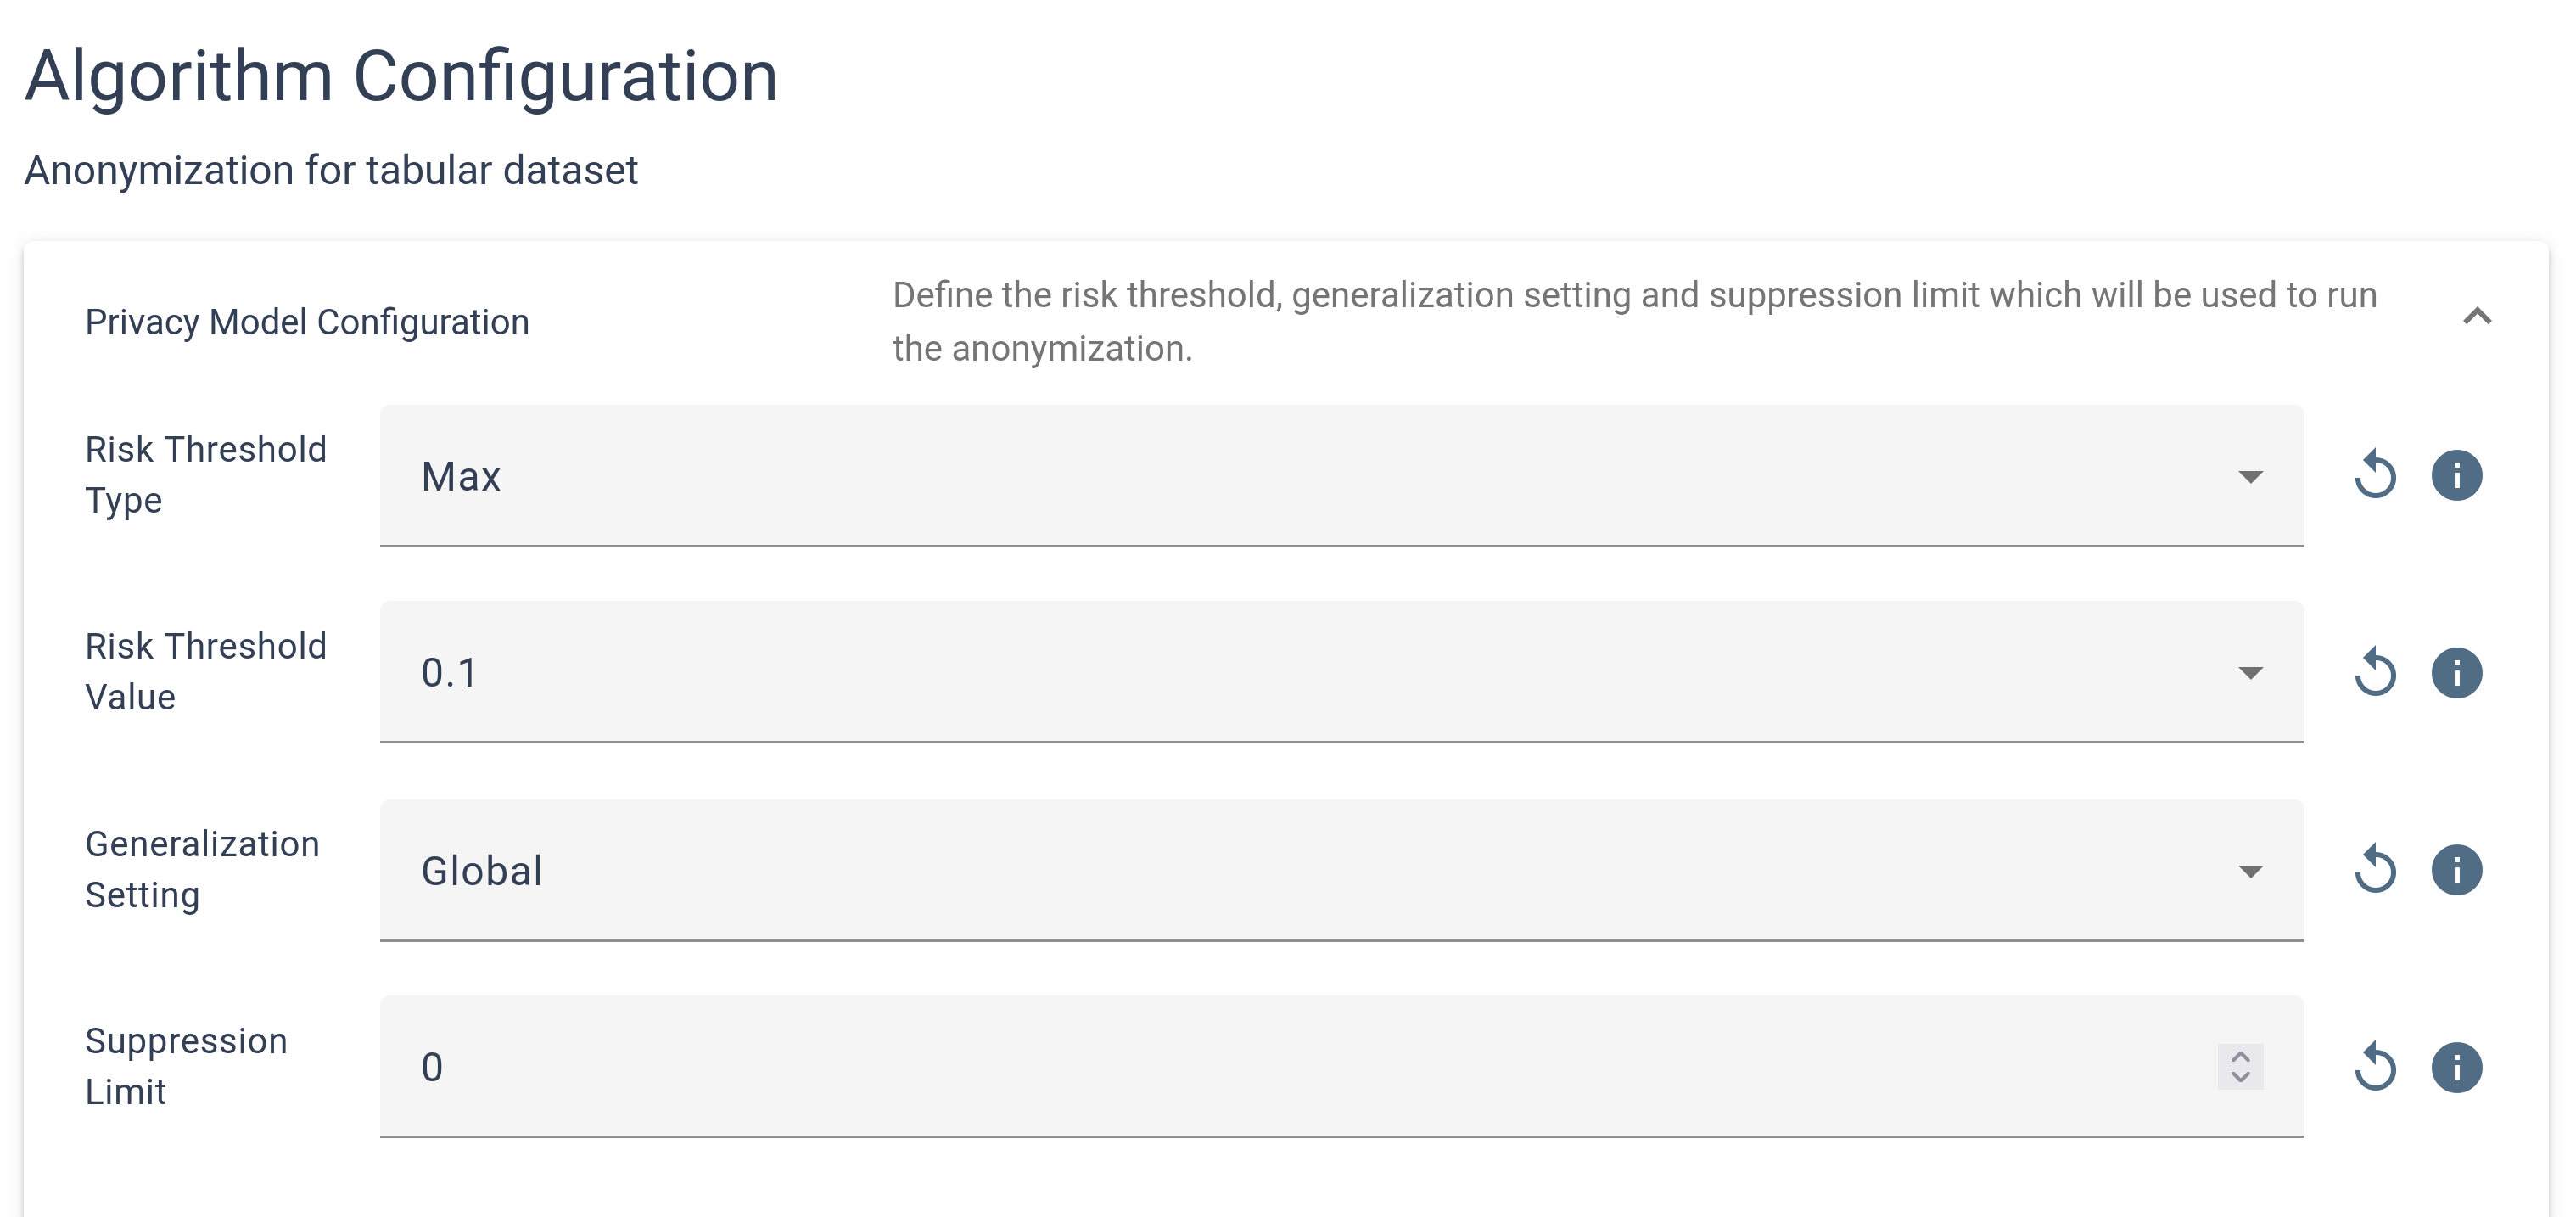 Algorithm Configuration
Anonymization for tabular dataset
Privacy Model Configuration
Define the risk threshold, generalization setting and suppression limit which will be used to run
the anonymization.
Risk Threshold
Type
Max
Risk Threshold
Value
0.1
Generalization
Setting
Global
Suppression
Limit
0